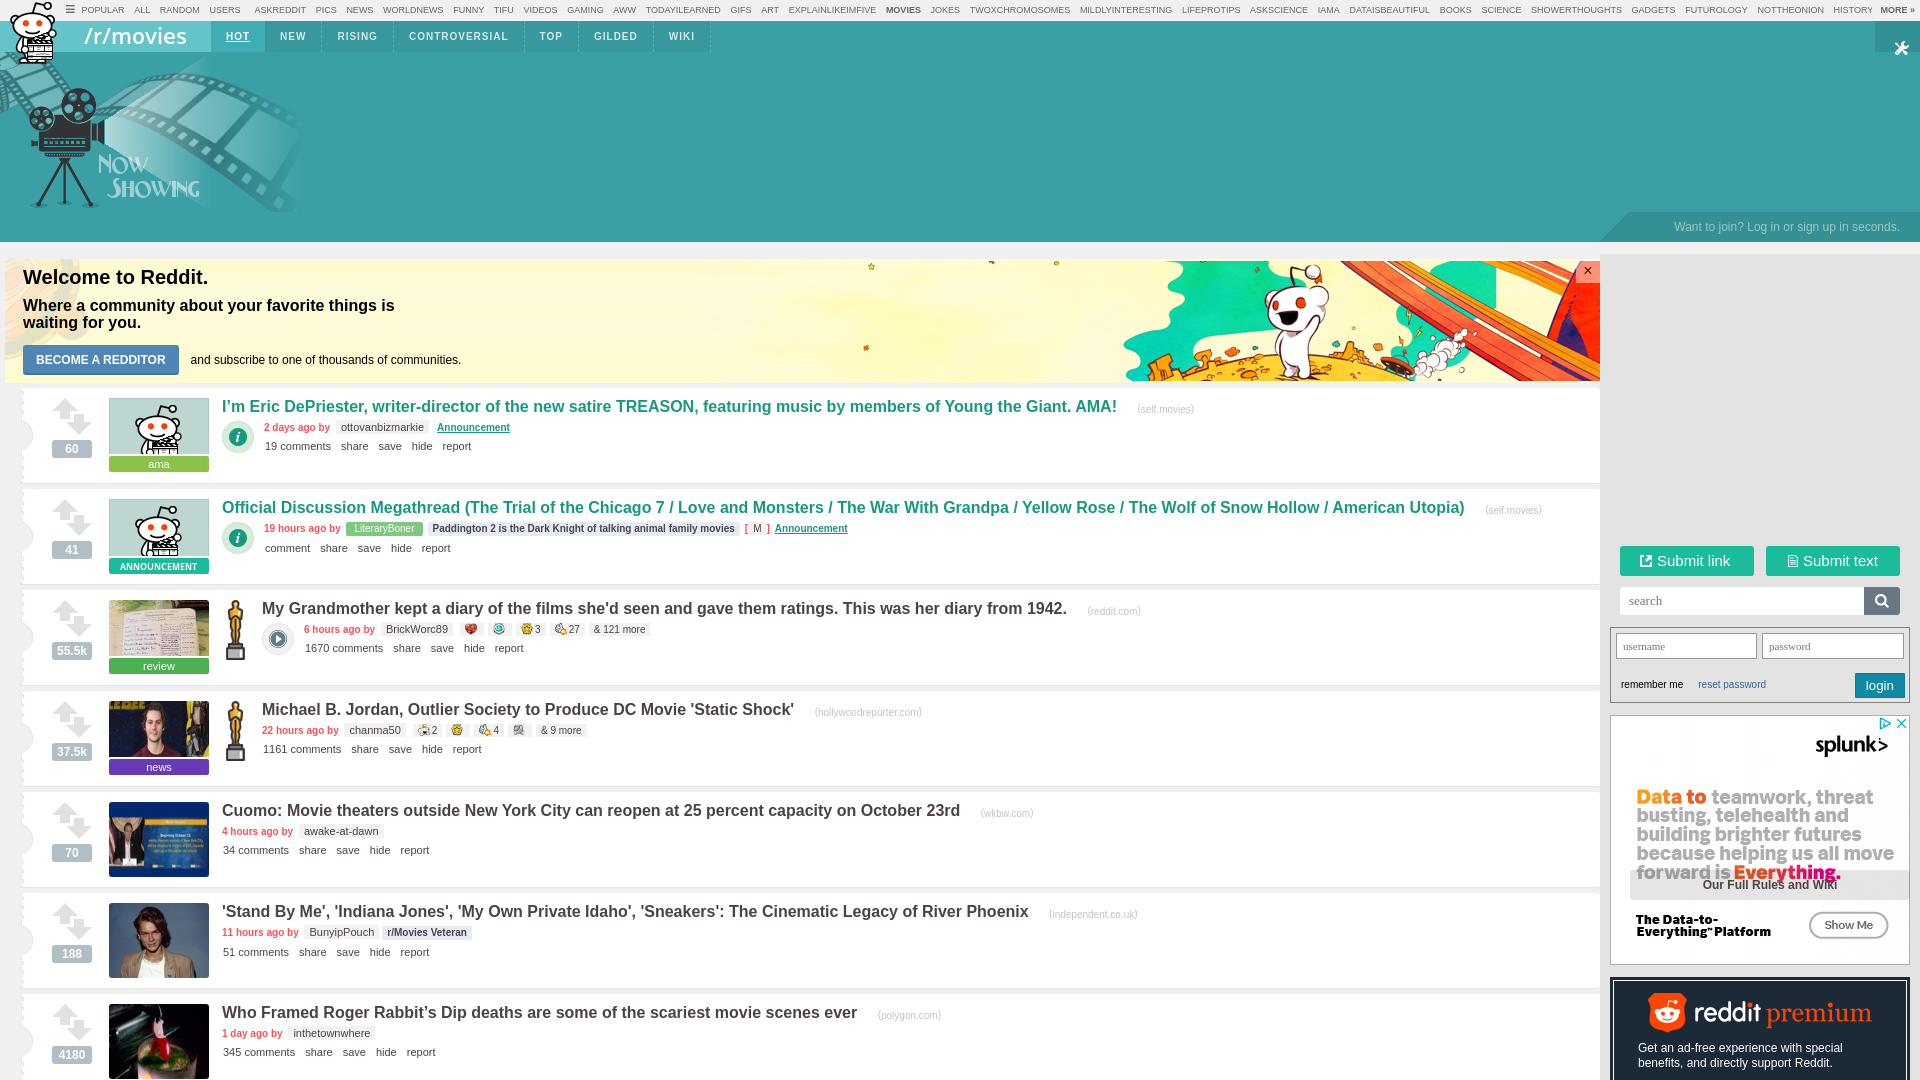 POPULAR ALL RANDOM USERS ASKREDDIT PICS NEWS WORLDNEWS FUNNY TIFU VIDEOS GAMING AWW TODAYILEARNED GIFS ART EXPLAINLIKEIMFIVE MOVIES JOKES TWOXCHROMOSOMES MILDLYINTERESTING LIFEPROTIPS ASKSCIENCE IAMA DATAISBEAUTIFUL BOOKS SCIENCE SHOWERTHOUGHTS GADGETS FUTUROLOGY NOTTHEONION HISTORY MORE »
/r/movies HOT NEW RISING CONTROVERSIAL TOP GILDED WIKI
NOW
SHOWING
Want to join? Log in or sign up in seconds.
Welcome to Reddit.
Where a community about your favorite things is
waiting for you.
BECOME A REDDITOR and subscribe to one of thousands of communities.
×
I'm Eric DePriester, writer-director of the new satire TREASON, featuring music by members of Young the Giant. AMA! (self.movies)
2 days ago by ottovanbizmarkie Announcement
60
19 comments share save hide report
ama
Official Discussion Megathread (The Trial of the Chicago 7 / Love and Monsters / The War With Grandpa / Yellow Rose / The Wolf of Snow Hollow / American Utopia) (self.movies)
19 hours ago by LiteraryBoner Paddington 2 is the Dark Knight of talking animal family movies [ M ] Announcement
41
comment share save hide report
ANNOUNCEMENT
My Grandmother kept a diary of the films she'd seen and gave them ratings. This was her diary from 1942. (reddit.com)
6 hours ago by BrickWorc89 3 27 & 121 more
55.5k
1670 comments share save hide report
review
Michael B. Jordan, Outlier Society to Produce DC Movie 'Static Shock' (hollywoodreporter.com)
22 hours ago by chanma50 2 4 & 9 more
37.5k
1161 comments share save hide report
news
Cuomo: Movie theaters outside New York City can reopen at 25 percent capacity on October 23rd (wkbw.com)
4 hours ago by awake-at-dawn
70
34 comments share save hide report
'Stand By Me', 'Indiana Jones', 'My Own Private Idaho', 'Sneakers': The Cinematic Legacy of River Phoenix (independent.co.uk)
11 hours ago by BunyipPouch r/Movies Veteran
188
51 comments share save hide report
Who Framed Roger Rabbit’s Dip deaths are some of the scariest movie scenes ever (polygon.com)
1 day ago by inthetownwhere
4180
345 comments share save hide report
Submit link Submit text
search
username password
remember me reset password login
splunk>
Data to teamwork, threat
busting, telehealth and
building brighter futures
because helping us all move
forward is Everything.
Our Full Rules and Wiki
The Data-to-
Everything™ Platform
Show Me
reddit premium
Get an ad-free experience with special
benefits, and directly support Reddit.